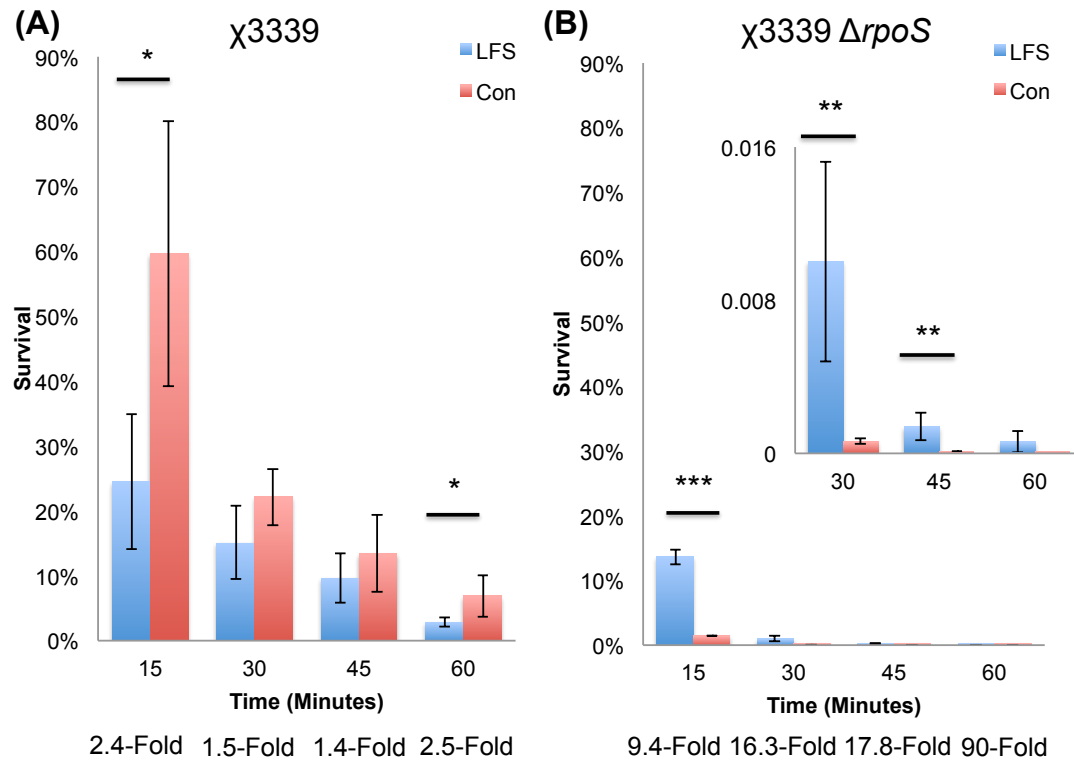 (A)
χ3339
LFS
Con
90%
80%
70%
60%
50%
40%
30%
20%
10%
0%
Survival
*
*
15 30 45 60
Time (Minutes)
2.4-Fold 1.5-Fold 1.4-Fold 2.5-Fold
(B)
χ3339 ΔrpoS
LFS
Con
90%
80%
70%
60%
50%
40%
30%
20%
10%
0%
Survival
0.016
0.008
0
**
**
30 45 60
***
15 30 45 60
Time (Minutes)
9.4-Fold 16.3-Fold 17.8-Fold 90-Fold